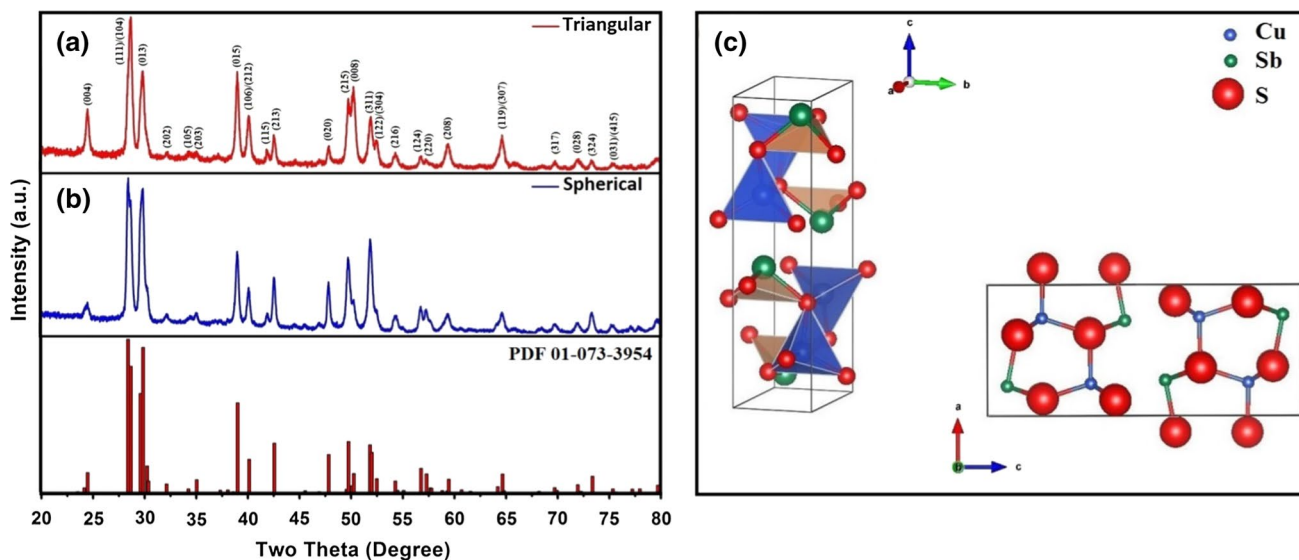 (a)
Triangular
(004)
(111)/(104)
(013)
(202)
(104)
(203)
(015)
(106)/(212)
(115)
(213)
(020)
(215)
(008)
(311)
(122)/(304)
(216)
(124)
(220)
(208)
(119)/(307)
(317)
(028)
(324)
(031)/(415)
(b)
Spherical
PDF 01-073-3954
Intensity (a.u.)
20 25 30 35 40 45 50 55 60 65 70 75 80
Two Theta (Degree)
(c)
c
a
b
Cu
Sb
S
a
b
c